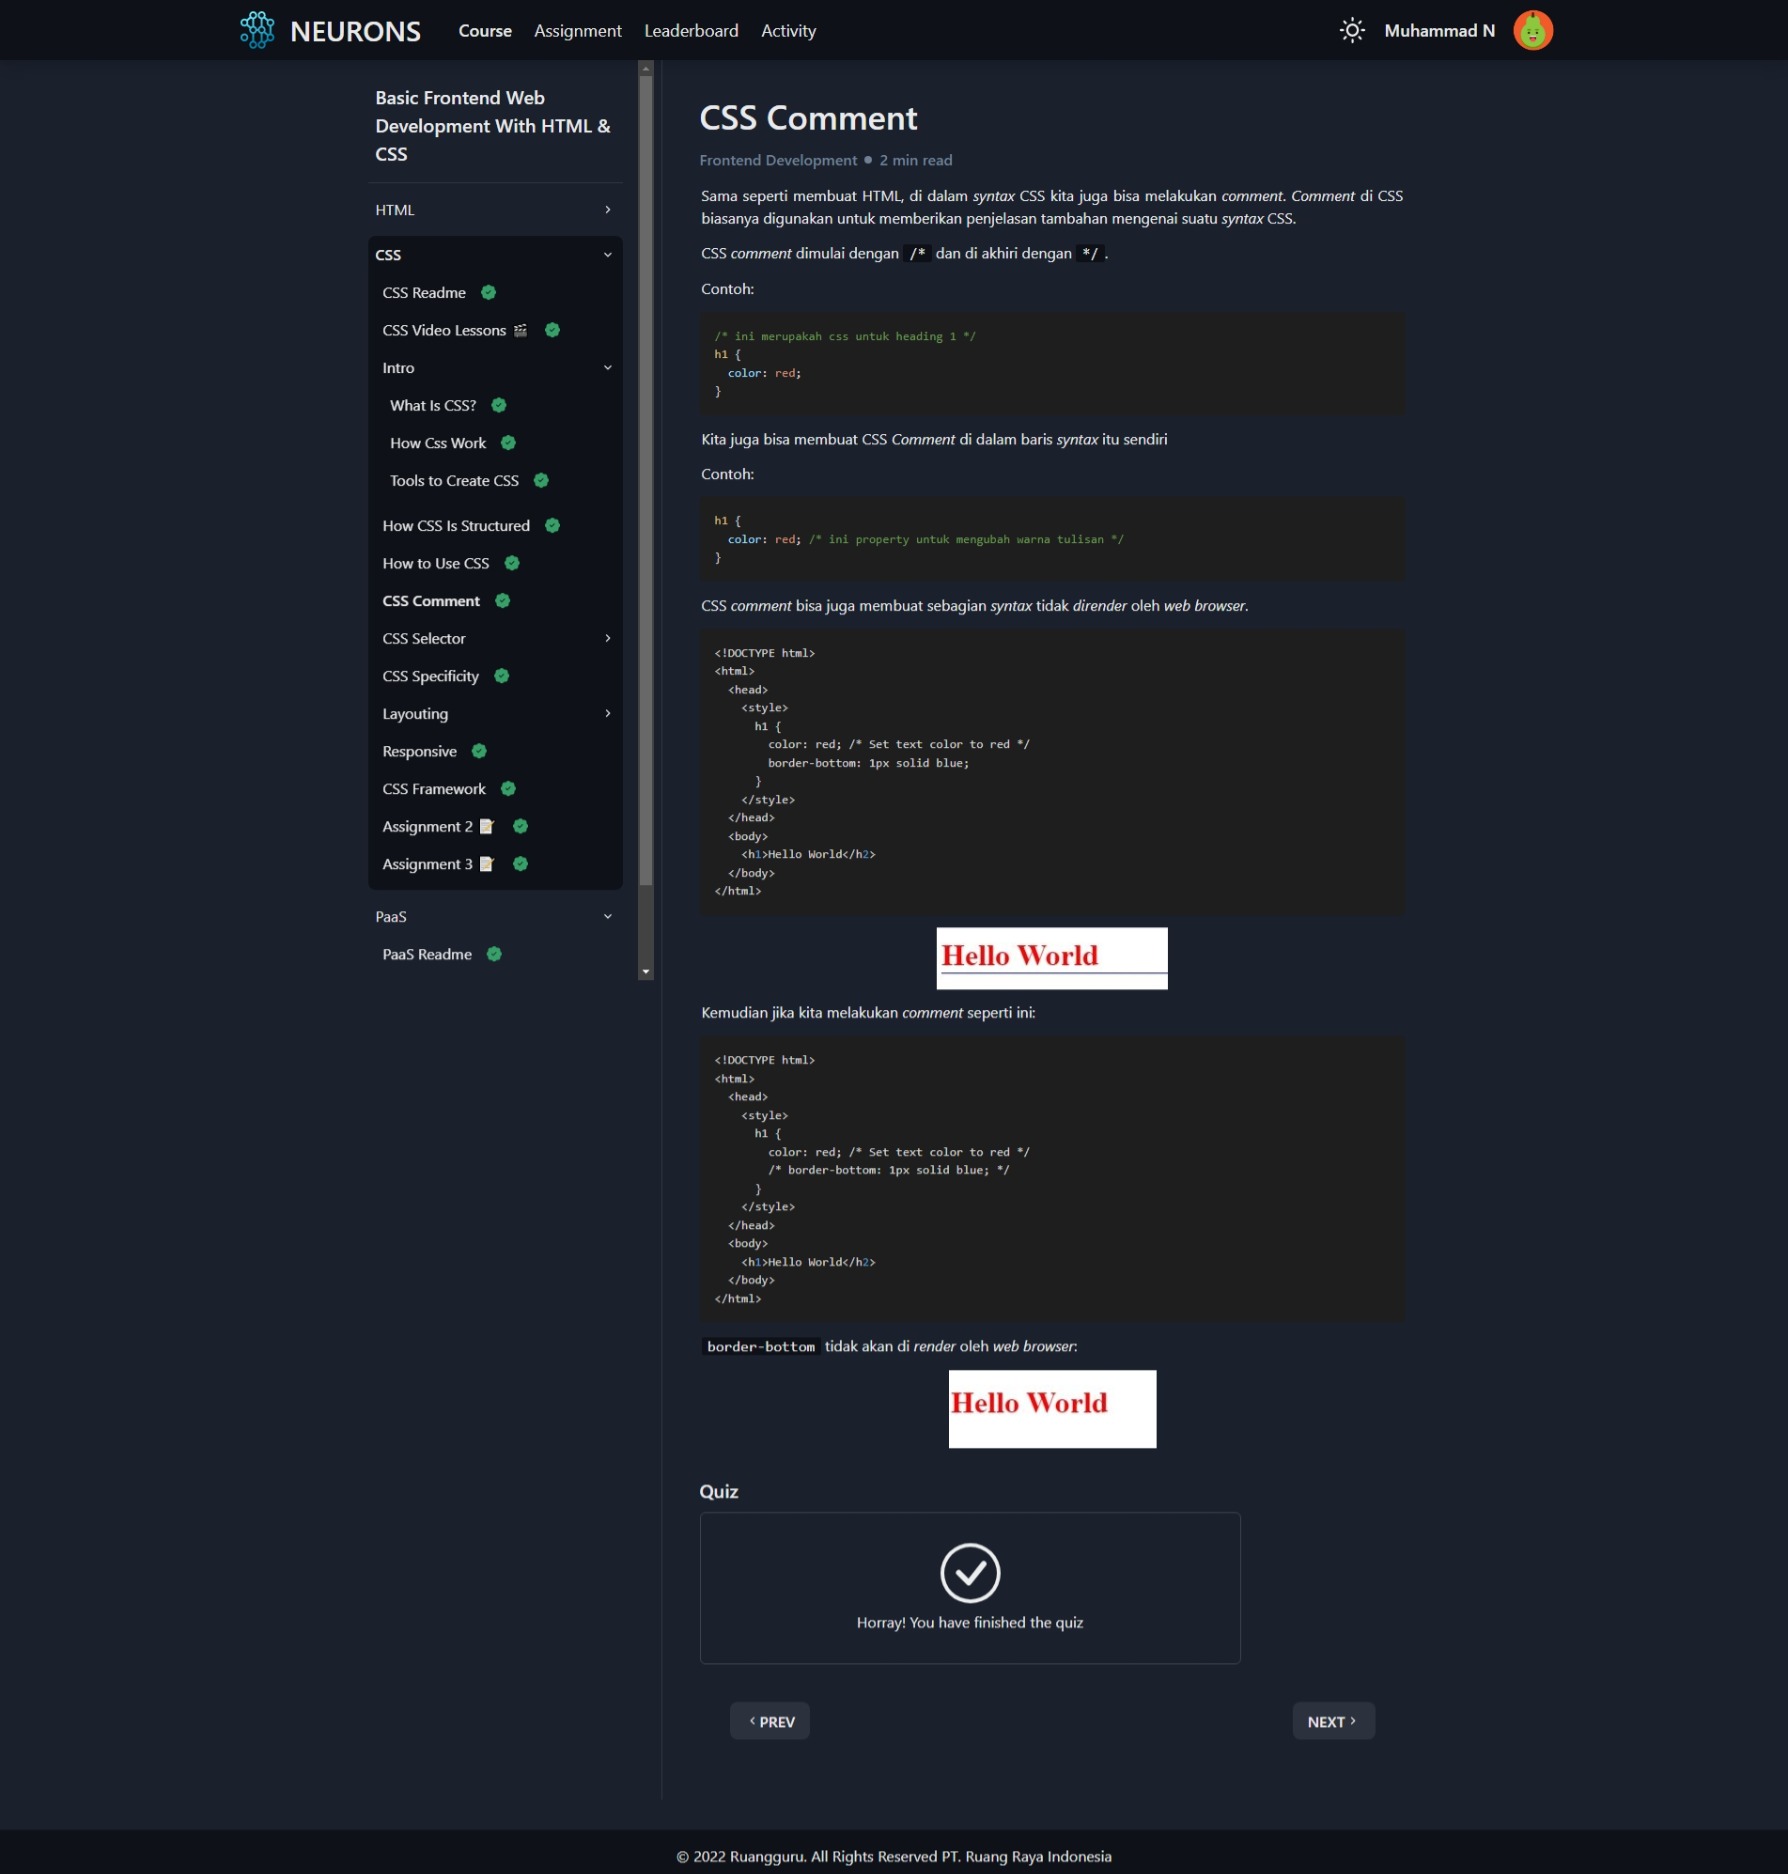 NEURONS
Course
Assignment
Leaderboard
Activity
Muhammad N
Basic Frontend Web
Development With HTML &
CSS
HTML
CSS
CSS Readme
CSS Video Lessons
Intro
What Is CSS?
How Css Work
Tools to Create CSS
How CSS Is Structured
How to Use CSS
CSS Comment
CSS Selector
CSS Specificity
Layouting
Responsive
CSS Framework
Assignment 2
Assignment 3
PaaS
PaaS Readme
CSS Comment
Frontend Development ● 2 min read
Sama seperti membuat HTML, di dalam syntax CSS kita juga bisa melakukan comment. Comment di CSS
biasanya digunakan untuk memberikan penjelasan tambahan mengenai suatu syntax CSS.
CSS comment dimulai dengan /* dan di akhiri dengan */ .
Contoh:
/* ini merupakah css untuk heading 1 */
h1 {
  color: red;
}
Kita juga bisa membuat CSS Comment di dalam baris syntax itu sendiri
Contoh:
h1 {
  color: red; /* ini property untuk mengubah warna tulisan */
}
CSS comment bisa juga membuat sebagian syntax tidak dirender oleh web browser.
<!DOCTYPE html>
<html>
  <head>
    <style>
      h1 {
        color: red; /* Set text color to red */
        border-bottom: 1px solid blue;
      }
    </style>
  </head>
  <body>
    <h1>Hello World</h2>
  </body>
</html>
Hello World
Kemudian jika kita melakukan comment seperti ini:
<!DOCTYPE html>
<html>
  <head>
    <style>
      h1 {
        color: red; /* Set text color to red */
        /* border-bottom: 1px solid blue; */
      }
    </style>
  </head>
  <body>
    <h1>Hello World</h2>
  </body>
</html>
border-bottom tidak akan di render oleh web browser:
Hello World
Quiz
Horray! You have finished the quiz
‹ PREV
NEXT ›
© 2022 Ruangguru. All Rights Reserved PT. Ruang Raya Indonesia